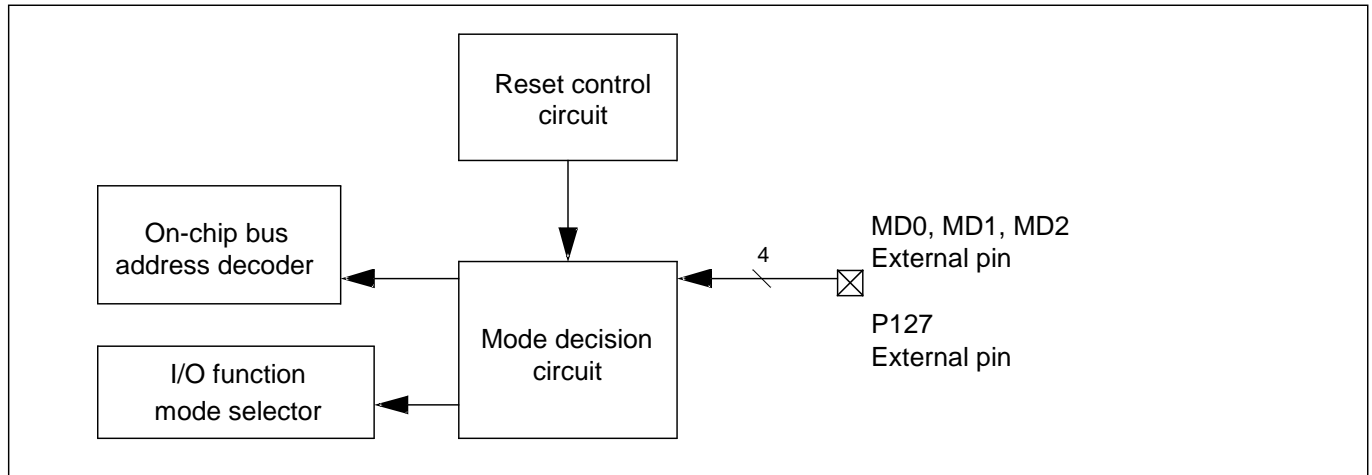 Reset control
circuit
On-chip bus
address decoder
MD0, MD1, MD2
External pin
4
P127
External pin
Mode decision
circuit
I/O function
mode selector